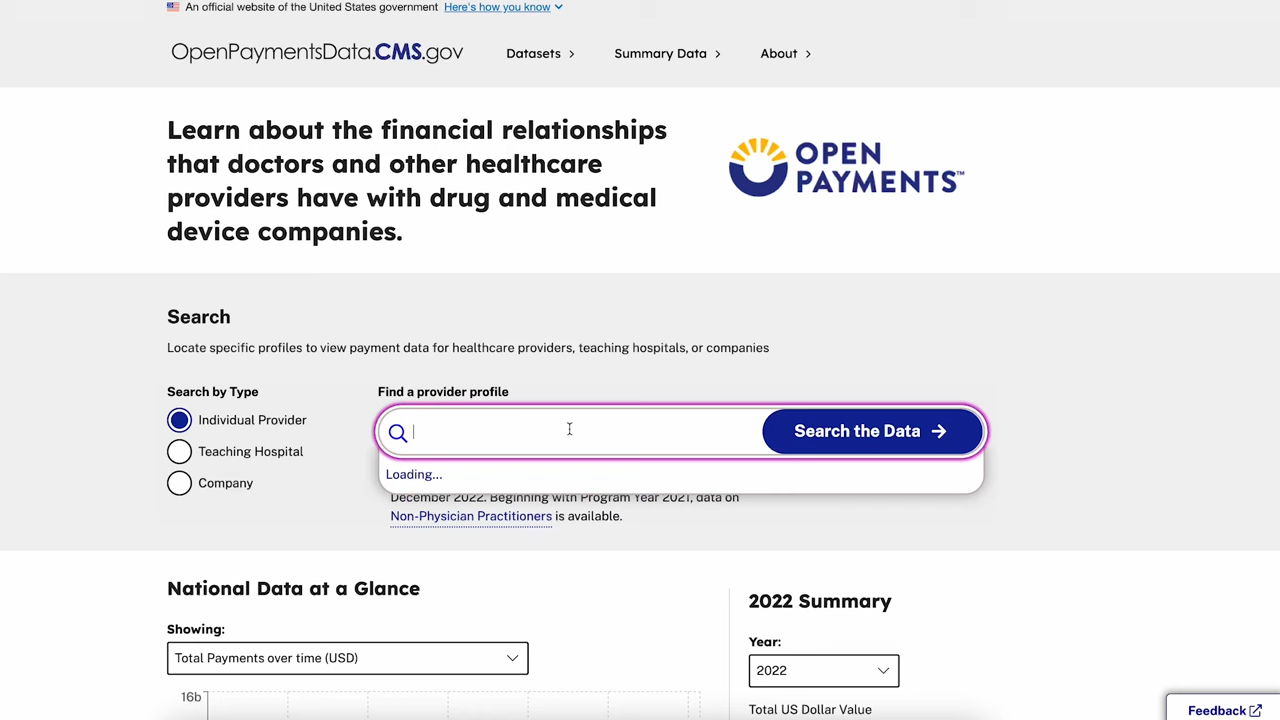 An official website of the United States government Here's how you know
OpenPaymentsData.CMS.gov
Datasets
Summary Data
About
Learn about the financial relationships
that doctors and other healthcare
providers have with drug and medical
device companies.
OPEN
PAYMENTS™
Search
Locate specific profiles to view payment data for healthcare providers, teaching hospitals, or companies
Search by Type
Individual Provider
Teaching Hospital
Company
Find a provider profile
Search the Data
Loading...
December 2022. Beginning with Program Year 2021, data on
Non-Physician Practitioners is available.
National Data at a Glance
Showing:
Total Payments over time (USD)
16b
2022 Summary
Year:
2022
Total US Dollar Value
Feedback